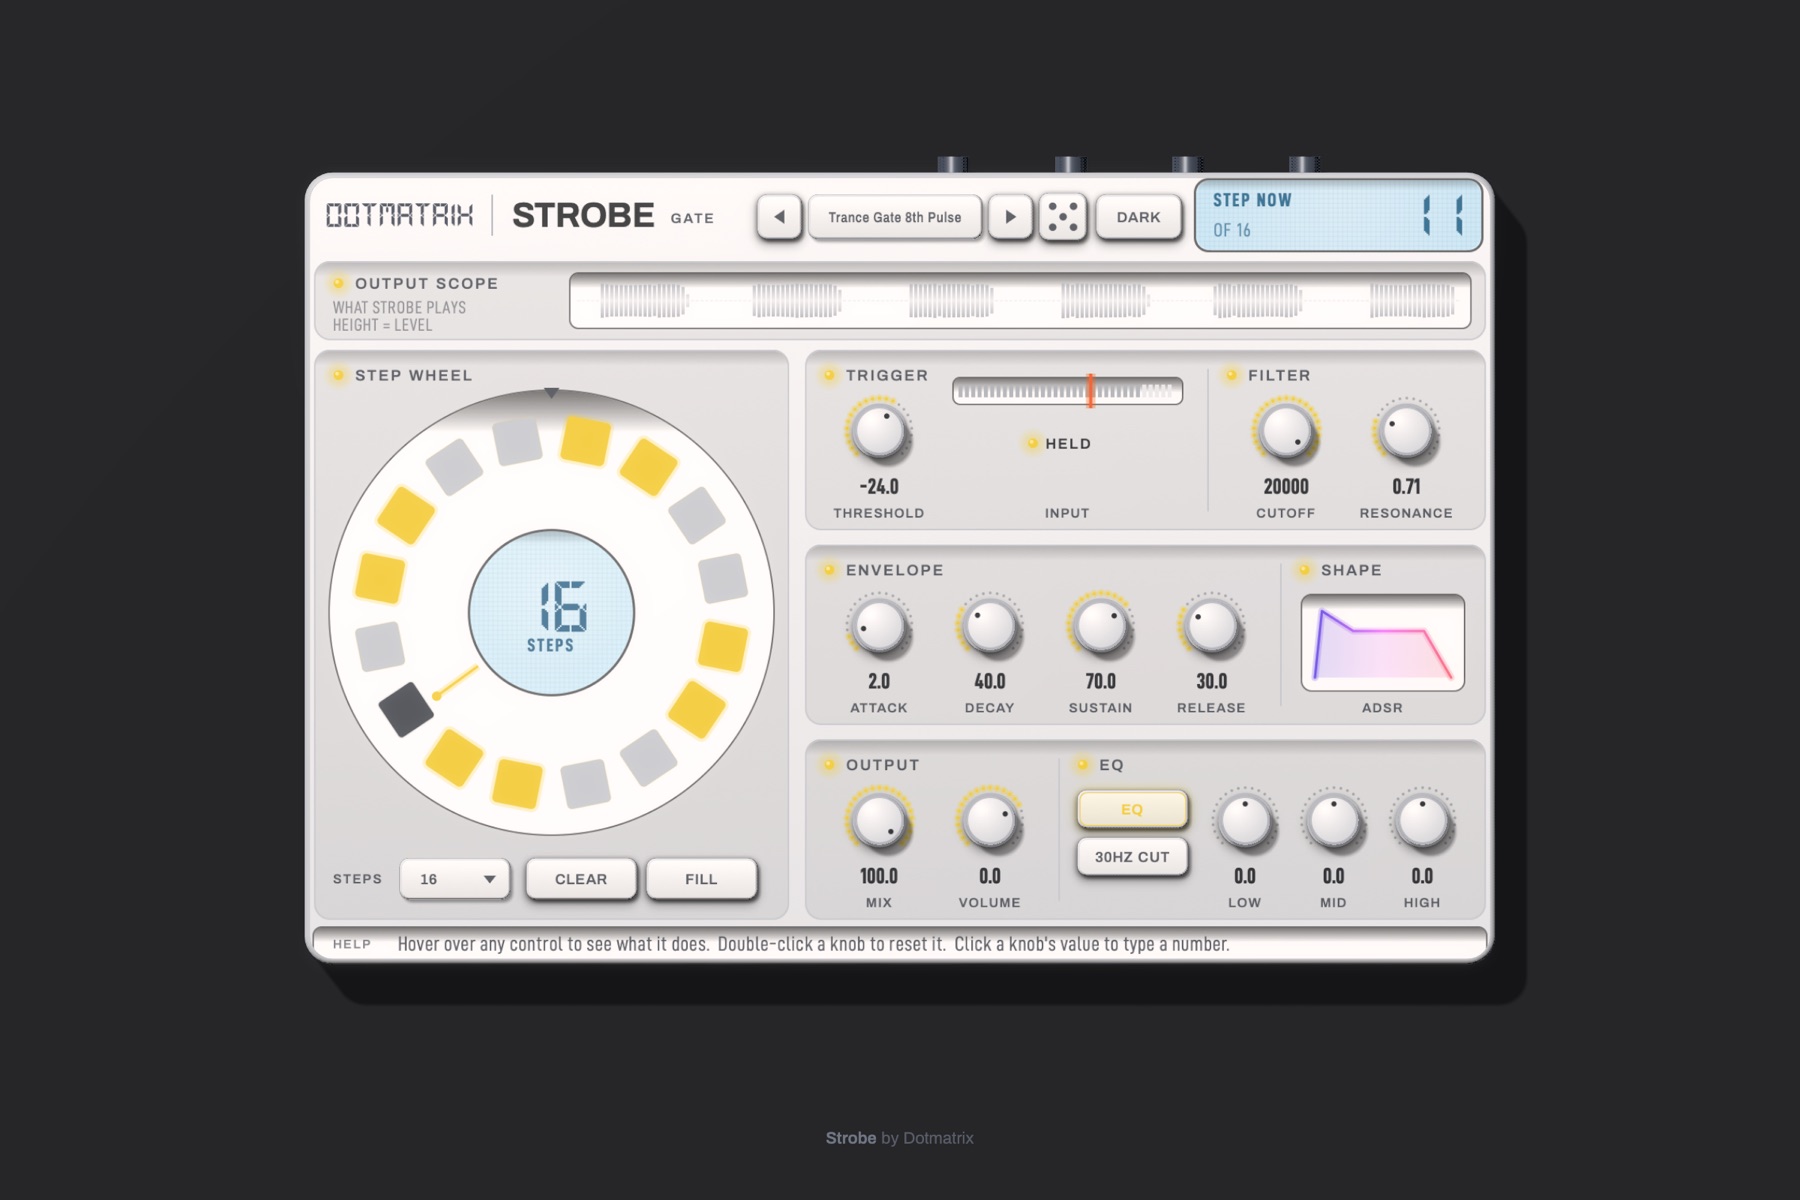 DOTMATRIX
STROBE GATE
Trance Gate 8th Pulse
DARK
STEP NOW
OF 16
11
OUTPUT SCOPE
WHAT STROBE PLAYS
HEIGHT = LEVEL
STEP WHEEL
16
STEPS
STEPS
16
CLEAR
FILL
TRIGGER
-24.0
THRESHOLD
HELD
INPUT
FILTER
20000
CUTOFF
0.71
RESONANCE
ENVELOPE
2.0
ATTACK
40.0
DECAY
70.0
SUSTAIN
30.0
RELEASE
SHAPE
ADSR
OUTPUT
100.0
MIX
0.0
VOLUME
EQ
EQ
30HZ CUT
0.0
LOW
0.0
MID
0.0
HIGH
HELP
Hover over any control to see what it does. Double-click a knob to reset it. Click a knob's value to type a number.
Strobe by Dotmatrix